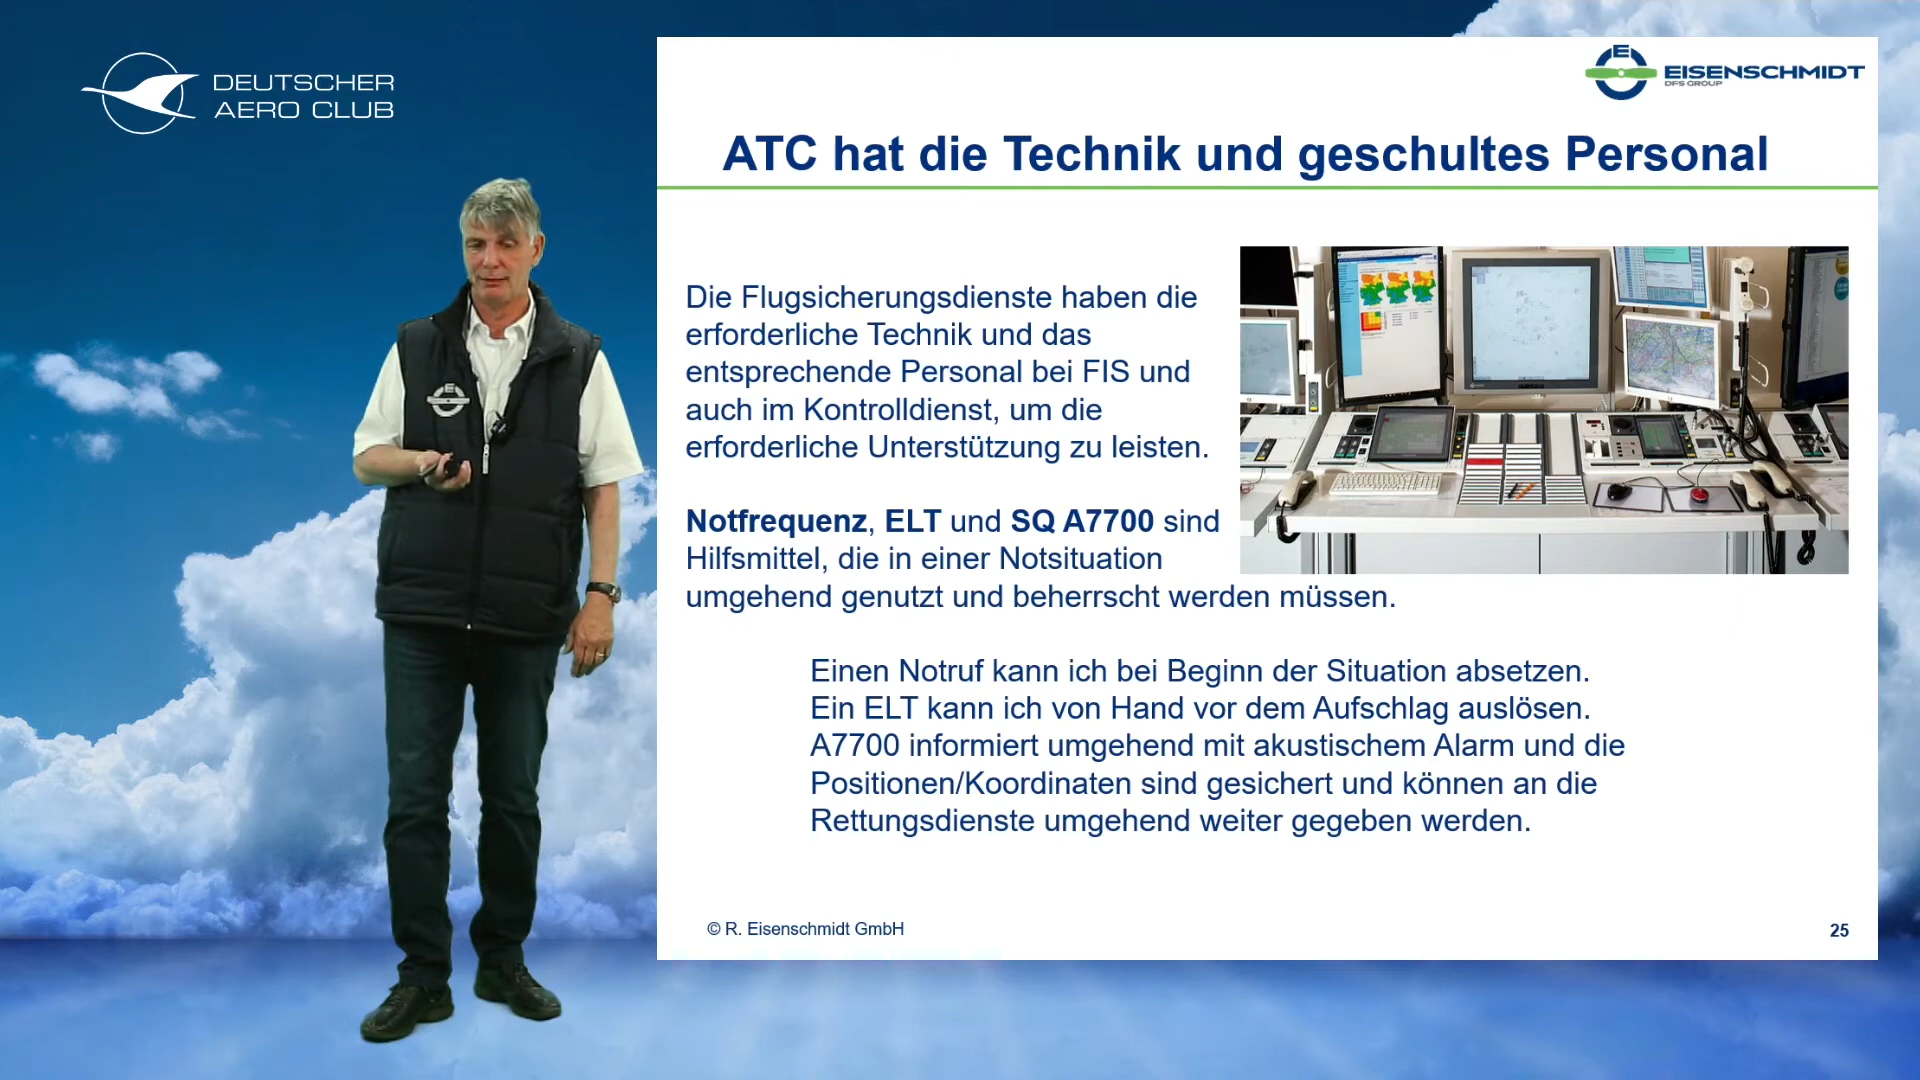 DEUTSCHER
AERO CLUB
EISENSCHMIDT
DFS GROUP
ATC hat die Technik und geschultes Personal
Die Flugsicherungsdienste haben die
erforderliche Technik und das
entsprechende Personal bei FIS und
auch im Kontrolldienst, um die
erforderliche Unterstützung zu leisten.
Notfrequenz, ELT und SQ A7700 sind
Hilfsmittel, die in einer Notsituation
umgehend genutzt und beherrscht werden müssen.
Einen Notruf kann ich bei Beginn der Situation absetzen.
Ein ELT kann ich von Hand vor dem Aufschlag auslösen.
A7700 informiert umgehend mit akustischem Alarm und die
Positionen/Koordinaten sind gesichert und können an die
Rettungsdienste umgehend weiter gegeben werden.
© R. Eisenschmidt GmbH
25